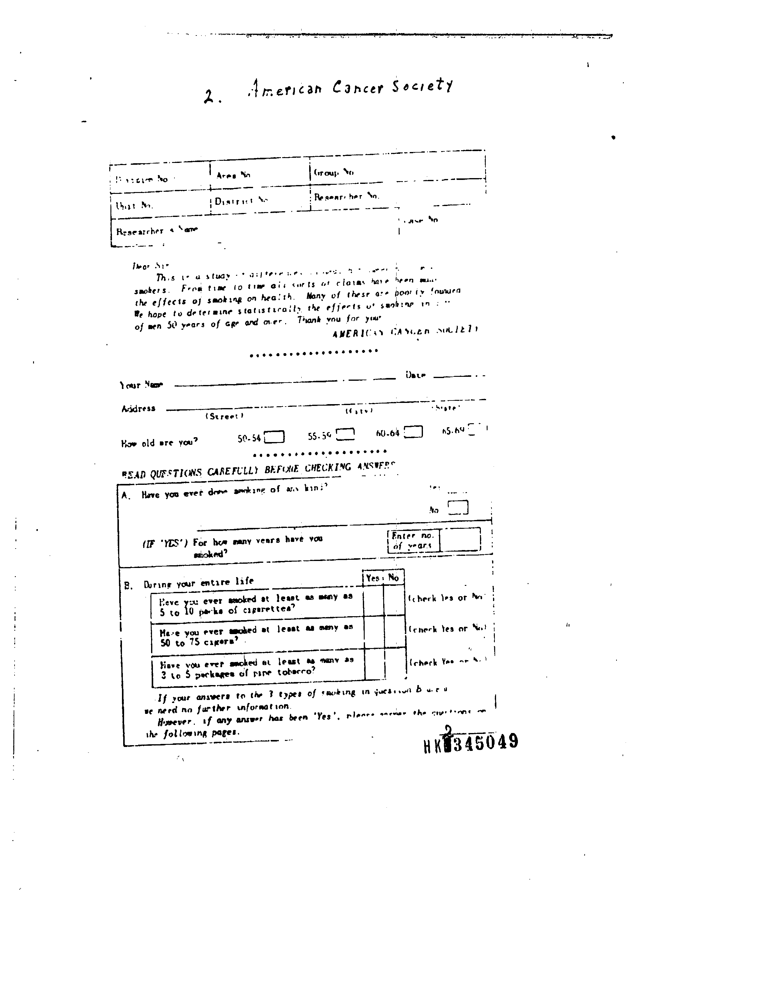 2. American Cancer Society
Division No.
Area No.
Group No.
Unit No.
District No.
Researcher No.
Researcher's Name
Case No.
Dear Sir
This is a study of differences
smokers. From time to time all sorts of claims have been made
the effects of smoking on health. Many of these are poorly founded
We hope to determine statistically the effects of smoking in
of men 50 years of age and over. Thank you for your
AMERICAN CANCER SOCIETY
Your Name Date
Address
(Street) (City) (State)
How old are you? 50-54 55-59 60-64 65-69
READ QUESTIONS CAREFULLY BEFORE CHECKING ANSWERS
A. Have you ever done smoking of any kind? Yes
No
(IF 'YES') For how many years have you
smoked?
Enter no.
of years
B. During your entire life Yes No
Have you ever smoked at least as many as
5 to 10 packs of cigarettes?
(check Yes or No)
Have you ever smoked at least as many as
50 to 75 cigars?
(check Yes or No)
Have you ever smoked at least as many as
3 to 5 packages of pipe tobacco?
(check Yes or No)
If your answers to the 3 types of smoking in question B are
we need no further information.
However, if any answer has been 'Yes', please answer the questions on
the following pages.
2
HK 345049